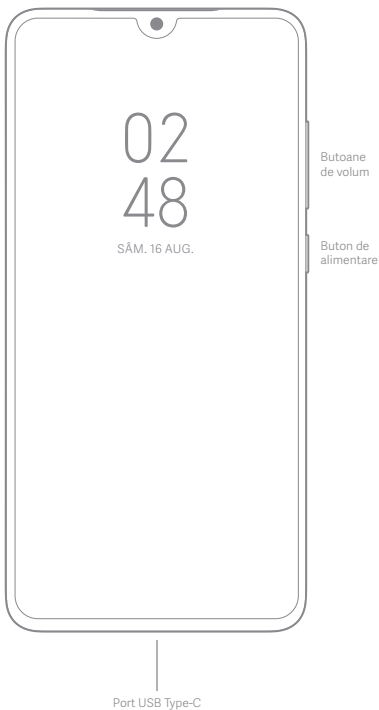 02
48
SÂM. 16 AUG.
Butoane
de volum
Buton de
alimentare
Port USB Type-C